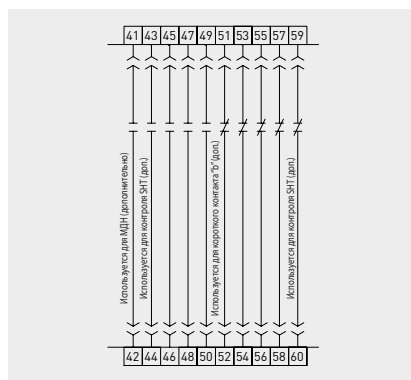 41 43 45 47 49 51 53 55 57 59
Используется для МДН (дополнительно)
Используется для контроля SHT (доп.)
Используется для короткого контакта "b" (доп.)
Используется для контроля SHT (доп.)
42 44 46 48 50 52 54 56 58 60